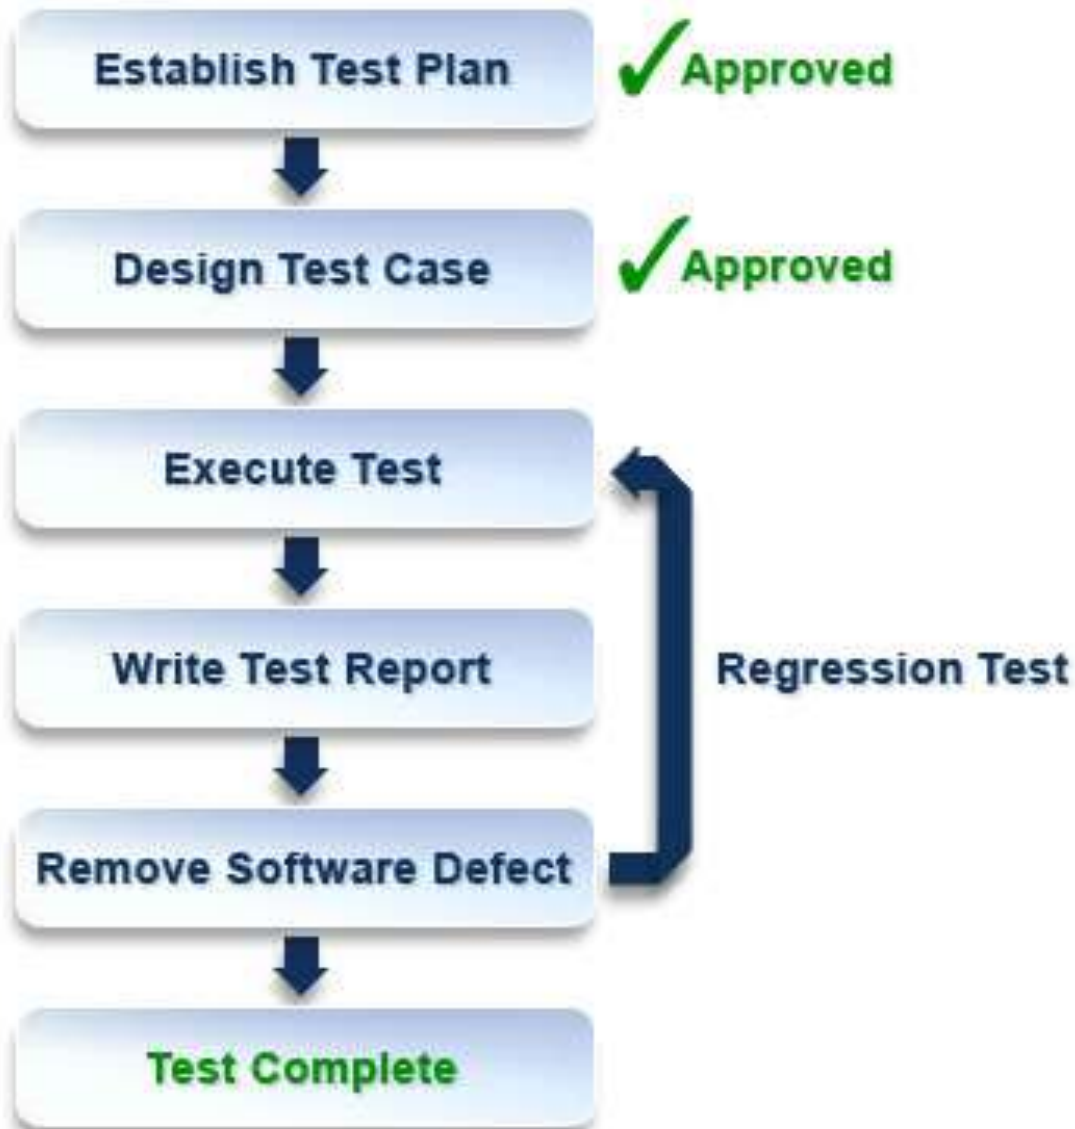 Establish Test Plan
Approved
Design Test Case
Approved
Execute Test
Write Test Report
Regression Test
Remove Software Defect
Test Complete